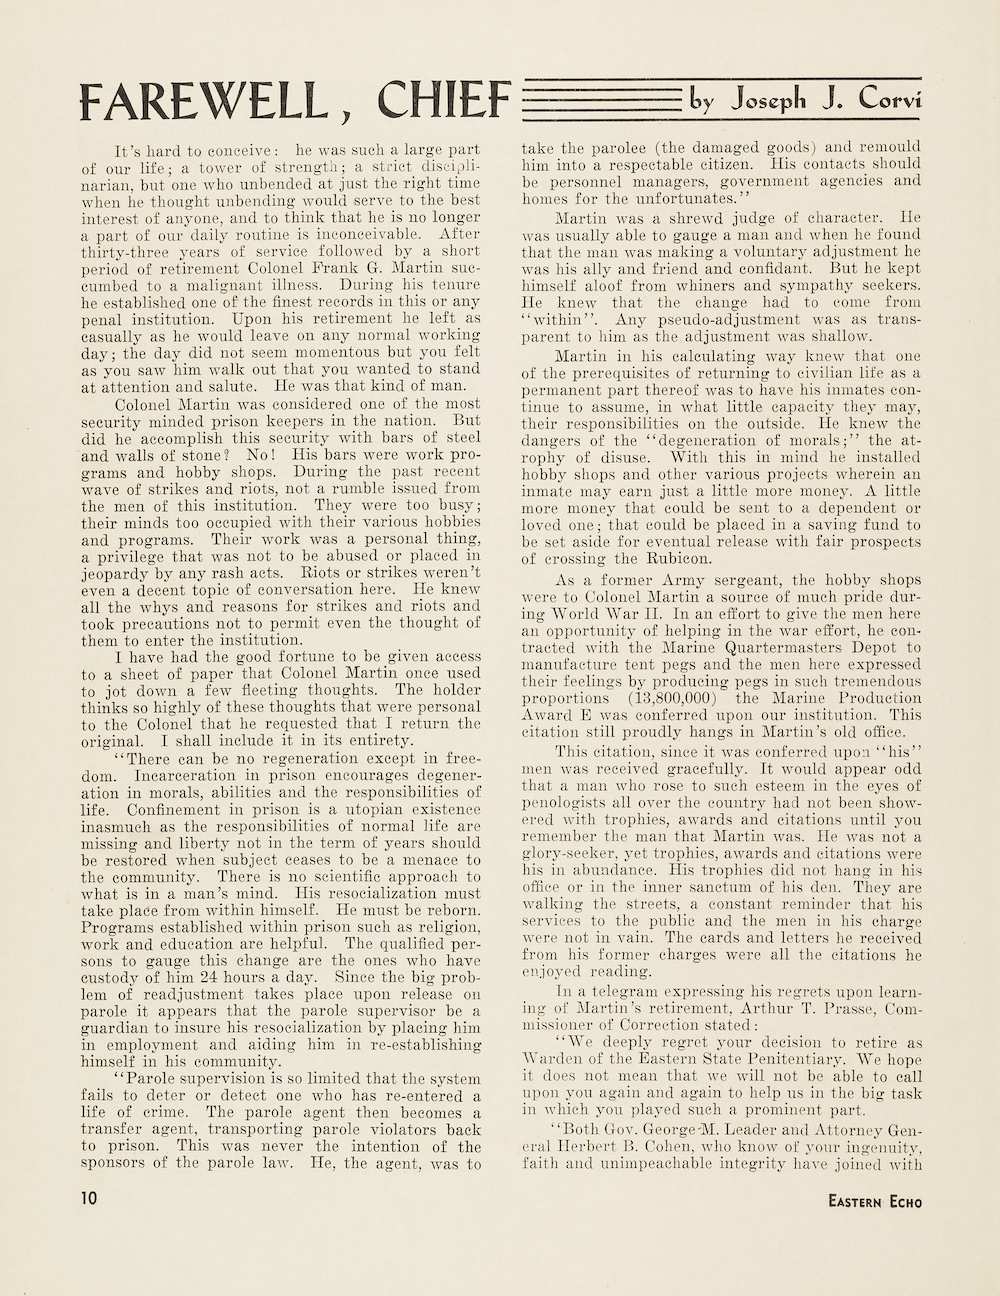 FAREWELL, CHIEF by Joseph J. Corvi
It's hard to conceive: he was such a large part
of our life; a tower of strength; a strict discipli-
narian, but one who unbended at just the right time
when he thought unbending would serve to the best
interest of anyone, and to think that he is no longer
a part of our daily routine is inconceivable. After
thirty-three years of service followed by a short
period of retirement Colonel Frank G. Martin suc-
cumbed to a malignant illness. During his tenure
he established one of the finest records in this or any
penal institution. Upon his retirement he left as
casually as he would leave on any normal working
day; the day did not seem momentous but you felt
as you saw him walk out that you wanted to stand
at attention and salute. He was that kind of man.
Colonel Martin was considered one of the most
security minded prison keepers in the nation. But
did he accomplish this security with bars of steel
and walls of stone? No! His bars were work pro-
grams and hobby shops. During the past recent
wave of strikes and riots, not a rumble issued from
the men of this institution. They were too busy;
their minds too occupied with their various hobbies
and programs. Their work was a personal thing,
a privilege that was not to be abused or placed in
jeopardy by any rash acts. Riots or strikes weren't
even a decent topic of conversation here. He knew
all the whys and reasons for strikes and riots and
took precautions not to permit even the thought of
them to enter the institution.
I have had the good fortune to be given access
to a sheet of paper that Colonel Martin once used
to jot down a few fleeting thoughts. The holder
thinks so highly of these thoughts that were personal
to the Colonel that he requested that I return the
original. I shall include it in its entirety.
"There can be no regeneration except in free-
dom. Incarceration in prison encourages degener-
ation in morals, abilities and the responsibilities of
life. Confinement in prison is a utopian existence
inasmuch as the responsibilities of normal life are
missing and liberty not in the term of years should
be restored when subject ceases to be a menace to
the community. There is no scientific approach to
what is in a man's mind. His resocialization must
take place from within himself. He must be reborn.
Programs established within prison such as religion,
work and education are helpful. The qualified per-
sons to gauge this change are the ones who have
custody of him 24 hours a day. Since the big prob-
lem of readjustment takes place upon release on
parole it appears that the parole supervisor be a
guardian to insure his resocialization by placing him
in employment and aiding him in re-establishing
himself in his community.
"Parole supervision is so limited that the system
fails to deter or detect one who has re-entered a
life of crime. The parole agent then becomes a
transfer agent, transporting parole violators back
to prison. This was never the intention of the
sponsors of the parole law. He, the agent, was to
take the parolee (the damaged goods) and remould
him into a respectable citizen. His contacts should
be personnel managers, government agencies and
homes for the unfortunates."
Martin was a shrewd judge of character. He
was usually able to gauge a man and when he found
that the man was making a voluntary adjustment he
was his ally and friend and confidant. But he kept
himself aloof from whiners and sympathy seekers.
He knew that the change had to come from
"within". Any pseudo-adjustment was as trans-
parent to him as the adjustment was shallow.
Martin in his calculating way knew that one
of the prerequisites of returning to civilian life as a
permanent part thereof was to have his inmates con-
tinue to assume, in what little capacity they may,
their responsibilities on the outside. He knew the
dangers of the "degeneration of morals;" the at-
rophy of disuse. With this in mind he installed
hobby shops and other various projects wherein an
inmate may earn just a little more money. A little
more money that could be sent to a dependent or
loved one; that could be placed in a saving fund to
be set aside for eventual release with fair prospects
of crossing the Rubicon.
As a former Army sergeant, the hobby shops
were to Colonel Martin a source of much pride dur-
ing World War II. In an effort to give the men here
an opportunity of helping in the war effort, he con-
tracted with the Marine Quartermasters Depot to
manufacture tent pegs and the men here expressed
their feelings by producing pegs in such tremendous
proportions (13,800,000) the Marine Production
Award E was conferred upon our institution. This
citation still proudly hangs in Martin's old office.
This citation, since it was conferred upon "his"
men was received gracefully. It would appear odd
that a man who rose to such esteem in the eyes of
penologists all over the country had not been show-
ered with trophies, awards and citations until you
remember the man that Martin was. He was not a
glory-seeker, yet trophies, awards and citations were
his in abundance. His trophies did not hang in his
office or in the inner sanctum of his den. They are
walking the streets, a constant reminder that his
services to the public and the men in his charge
were not in vain. The cards and letters he received
from his former charges were all the citations he
enjoyed reading.
In a telegram expressing his regrets upon learn-
ing of Martin's retirement, Arthur T. Prasse, Com-
missioner of Correction stated:
"We deeply regret your decision to retire as
Warden of the Eastern State Penitentiary. We hope
it does not mean that we will not be able to call
upon you again and again to help us in the big task
in which you played such a prominent part.
"Both Gov. George M. Leader and Attorney Gen-
eral Herbert B. Cohen, who know of your ingenuity,
faith and unimpeachable integrity have joined with
10
EASTERN ECHO